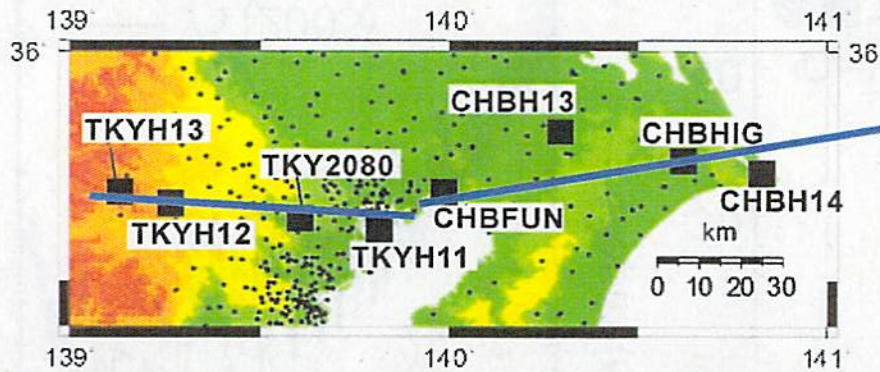 139° 140° 141°
36° 36
CHBH13
TKYH13
CHBHIG
TKY2080
CHBFUN
CHBH14
TKYH12
TKYH11
km
0 10 20 30
139° 140° 141°